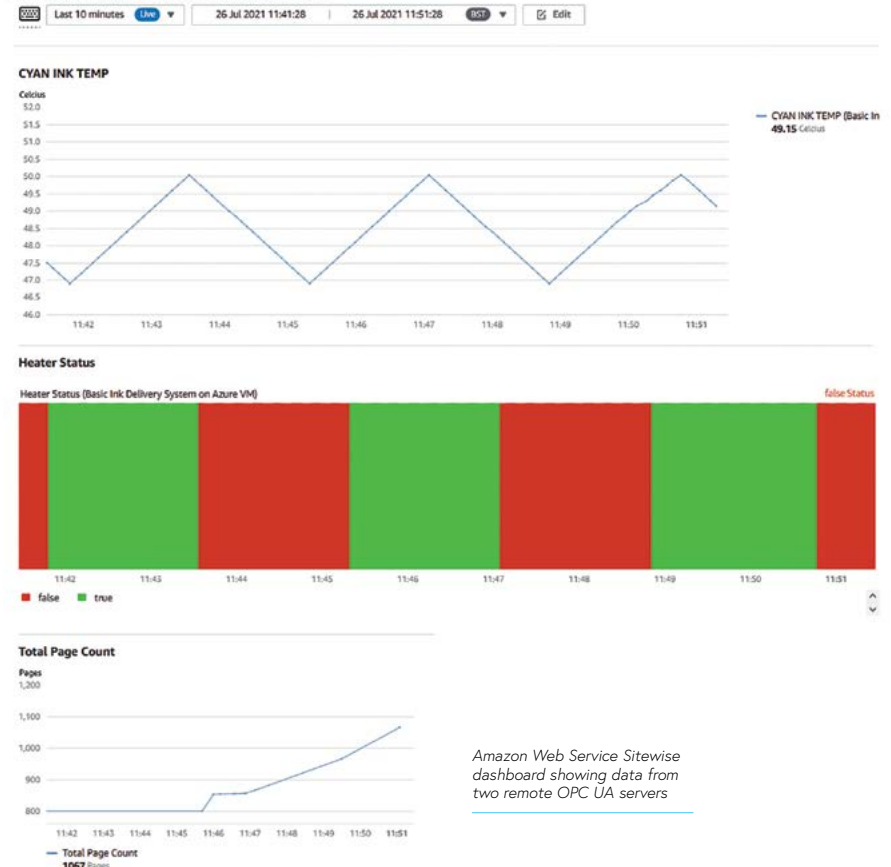 Last 10 minutes Live 26 Jul 2021 11:41:28 | 26 Jul 2021 11:51:28 BST Edit
CYAN INK TEMP
Celcius
52.0
51.5
51.0
50.5
50.0
49.5
49.0
48.5
48.0
47.5
47.0
46.5
46.0
11:42 11:43 11:44 11:45 11:46 11:47 11:48 11:49 11:50 11:51
CYAN INK TEMP (Basic In
49.15 Celcius
Heater Status
Heater Status (Basic Ink Delivery System on Azure VM) false Status
11:42 11:43 11:44 11:45 11:46 11:47 11:48 11:49 11:50 11:51
false true
Total Page Count
Pages
1,200
1,100
1,000
900
800
11:42 11:43 11:44 11:45 11:46 11:47 11:48 11:49 11:50 11:51
Total Page Count
1067 Pages
Amazon Web Service Sitewise
dashboard showing data from
two remote OPC UA servers